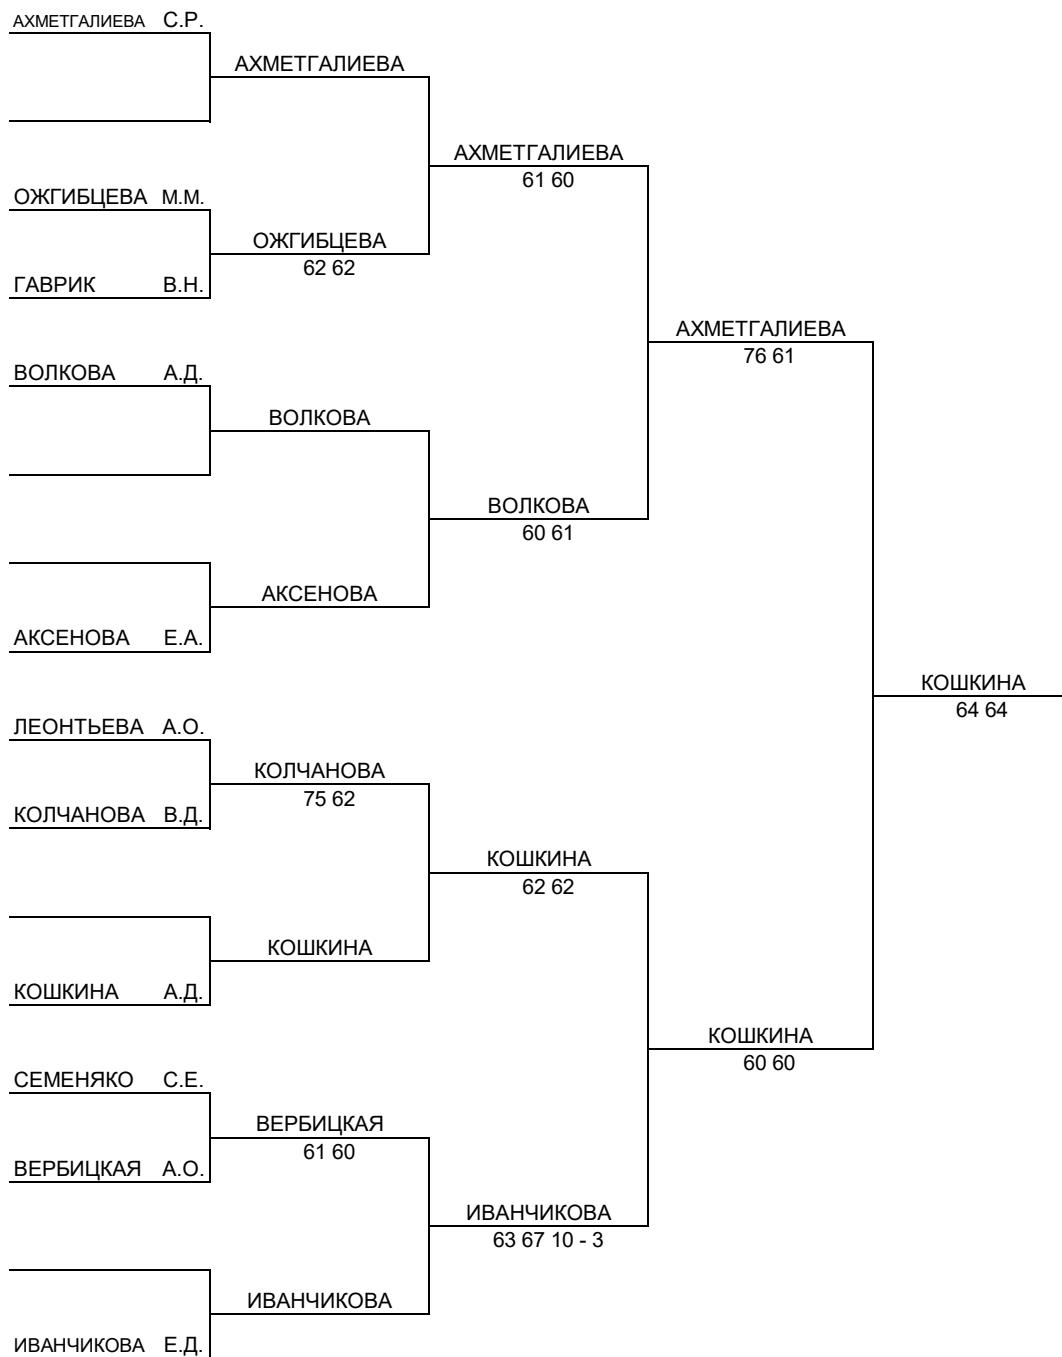 АХМЕТГАЛИЕВА С.Р.
АХМЕТГАЛИЕВА
АХМЕТГАЛИЕВА
61 60
ОЖГИБЦЕВА М.М.
ОЖГИБЦЕВА
62 62
ГАВРИК В.Н.
АХМЕТГАЛИЕВА
76 61
ВОЛКОВА А.Д.
ВОЛКОВА
ВОЛКОВА
60 61
АКСЕНОВА
АКСЕНОВА Е.А.
КОШКИНА
64 64
ЛЕОНТЬЕВА А.О.
КОЛЧАНОВА
75 62
КОЛЧАНОВА В.Д.
КОШКИНА
62 62
КОШКИНА
КОШКИНА А.Д.
КОШКИНА
60 60
СЕМЕНЯКО С.Е.
ВЕРБИЦКАЯ
61 60
ВЕРБИЦКАЯ А.О.
ИВАНЧИКОВА
63 67 10 - 3
ИВАНЧИКОВА
ИВАНЧИКОВА Е.Д.